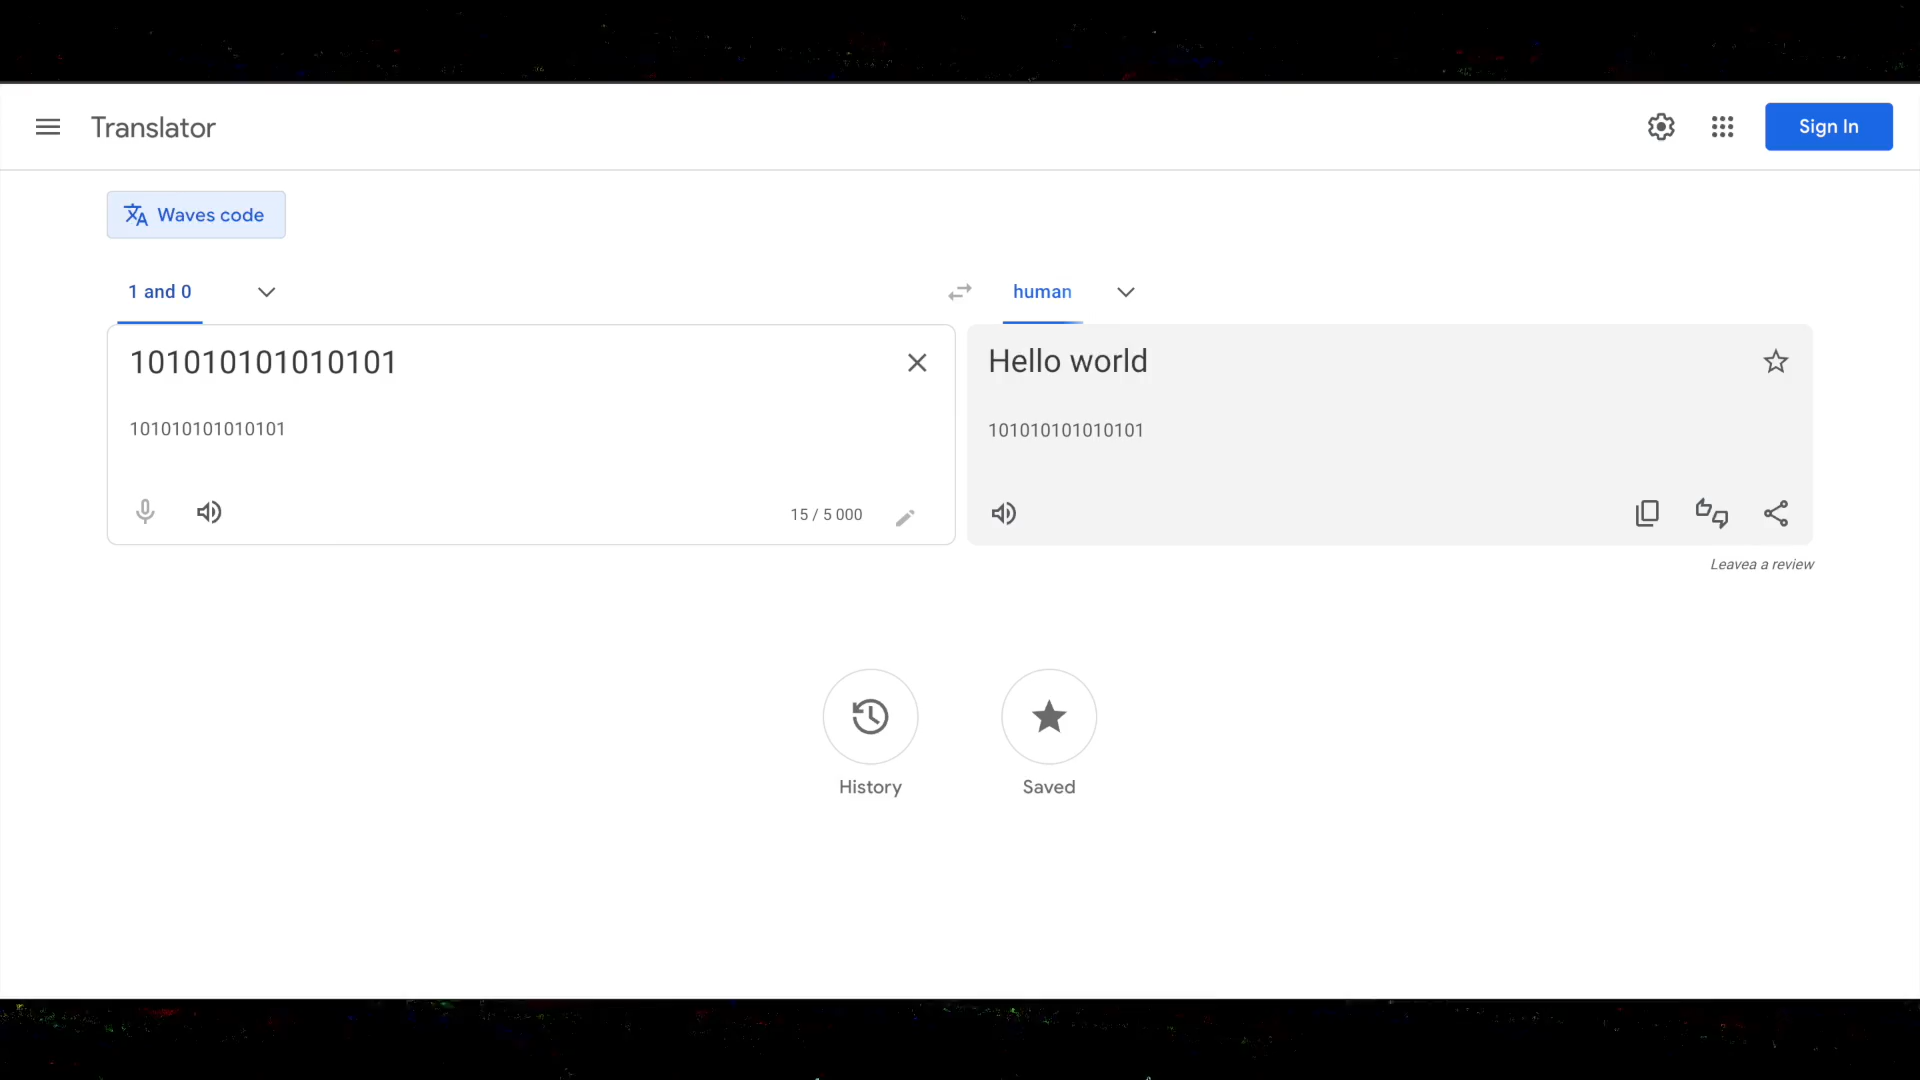 Translator
Sign In
Waves code
1 and 0
human
101010101010101
Hello world
101010101010101
101010101010101
15 / 5 000
Leavea a review
History
Saved